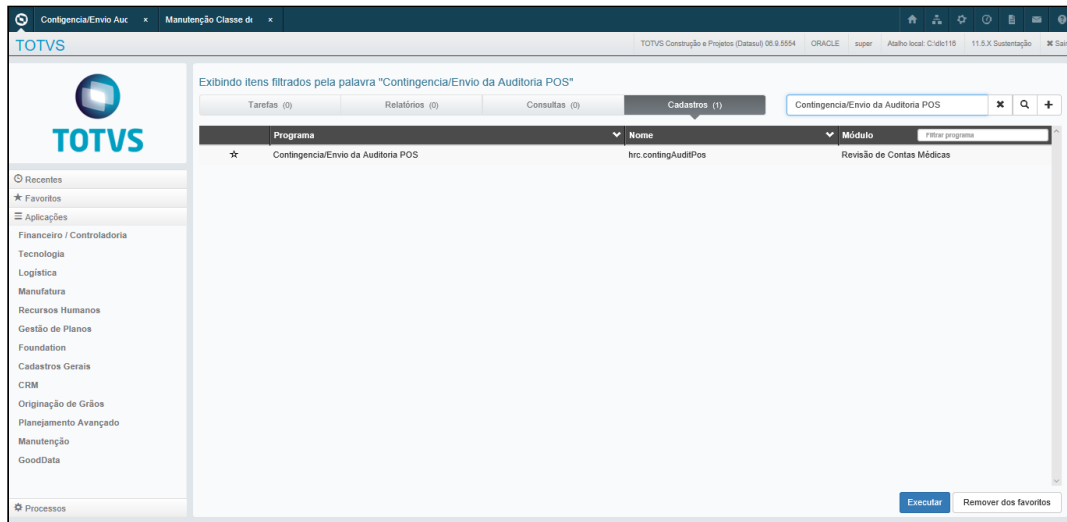 Contigencia/Envio Auc × Manutenção Classe de ×
TOTVS
TOTVS Construção e Projetos (Datasul) 06.9.5554 ORACLE super Atalho local: C:\dlc116 11.5.X Sustentação ✖ Sair
TOTVS
Recentes
Favoritos
Aplicações
Financeiro / Controladoria
Tecnologia
Logística
Manufatura
Recursos Humanos
Gestão de Planos
Foundation
Cadastros Gerais
CRM
Originação de Grãos
Planejamento Avançado
Manutenção
GoodData
Processos
Exibindo itens filtrados pela palavra "Contingencia/Envio da Auditoria POS"
Tarefas (0) Relatórios (0) Consultas (0) Cadastros (1) Contingencia/Envio da Auditoria POS
Programa Nome Módulo Filtrar programa
Contingencia/Envio da Auditoria POS hrc.contingAuditPos Revisão de Contas Médicas
Executar Remover dos favoritos